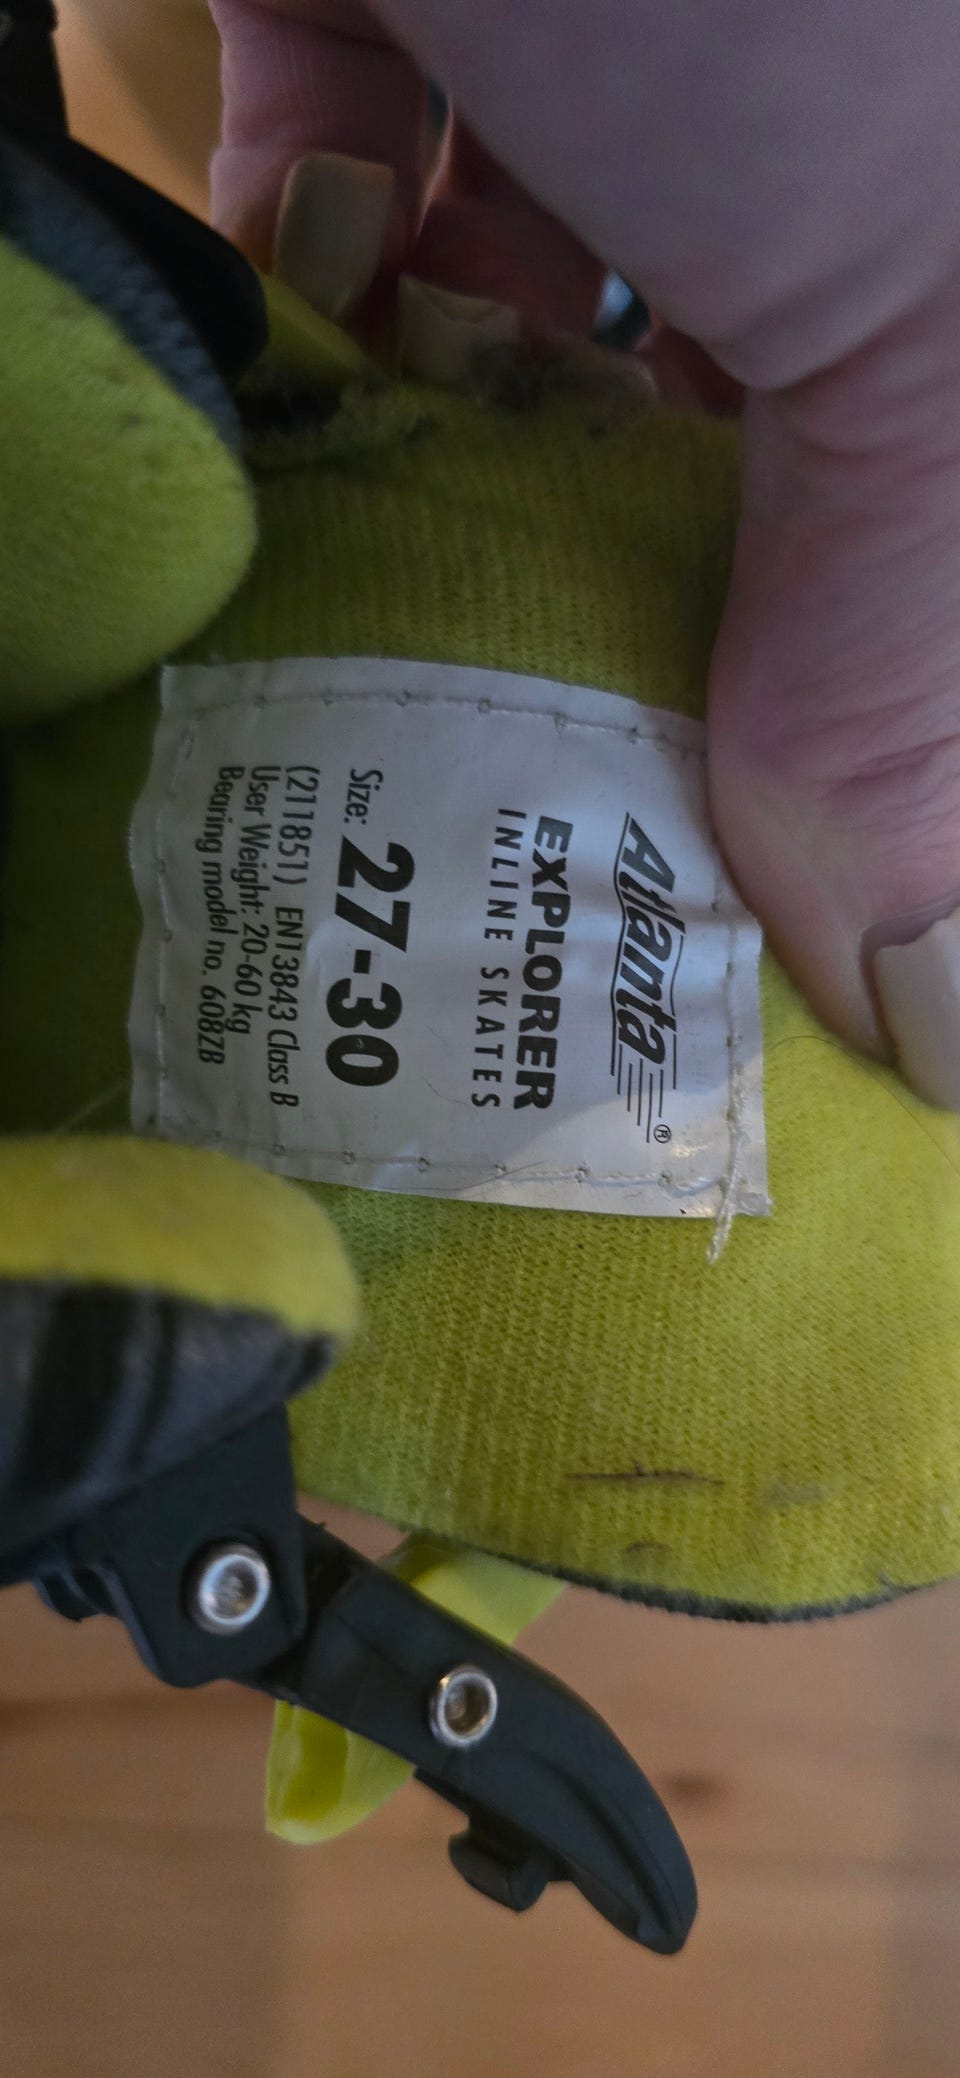 Atlanta®
EXPLORER
INLINE SKATES
Size: 27-30
(211851) EN13843 Class B
User Weight: 20-60 kg
Bearing model no. 608ZB